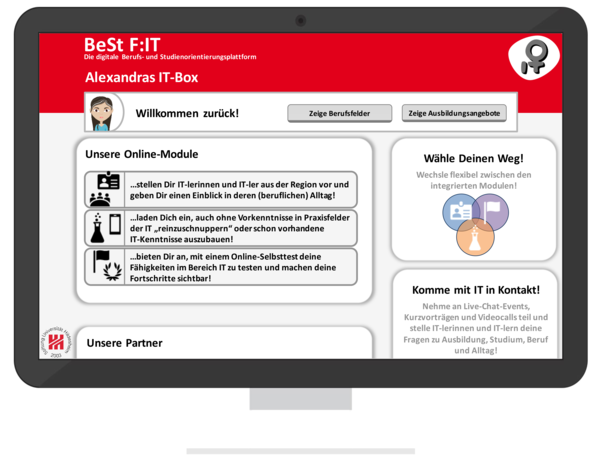 BeSt F:IT
Die digitale Berufs- und Studienorientierungsplattform
Alexandras IT-Box
IT
Willkommen zurück!
Zeige Berufsfelder
Zeige Ausbildungsangebote
Unsere Online-Module
...stellen Dir IT-lerinnen und IT-ler aus der Region vor und
geben Dir einen Einblick in deren (beruflichen) Alltag!
...laden Dich ein, auch ohne Vorkenntnisse in Praxisfelder
der IT „reinzuschnuppern“ oder schon vorhandene
IT-Kenntnisse auszubauen!
...bieten Dir an, mit einem Online-Selbsttest deine
Fähigkeiten im Bereich IT zu testen und machen deine
Fortschritte sichtbar!
Wähle Deinen Weg!
Wechsle flexibel zwischen den
integrierten Modulen!
Komme mit IT in Kontakt!
Nehme an Live-Chat-Events,
Kurzvorträgen und Videocalls teil und
stelle IT-lerinnen und IT-lern deine
Fragen zu Ausbildung, Studium, Beruf
und Alltag!
Unsere Partner
2003